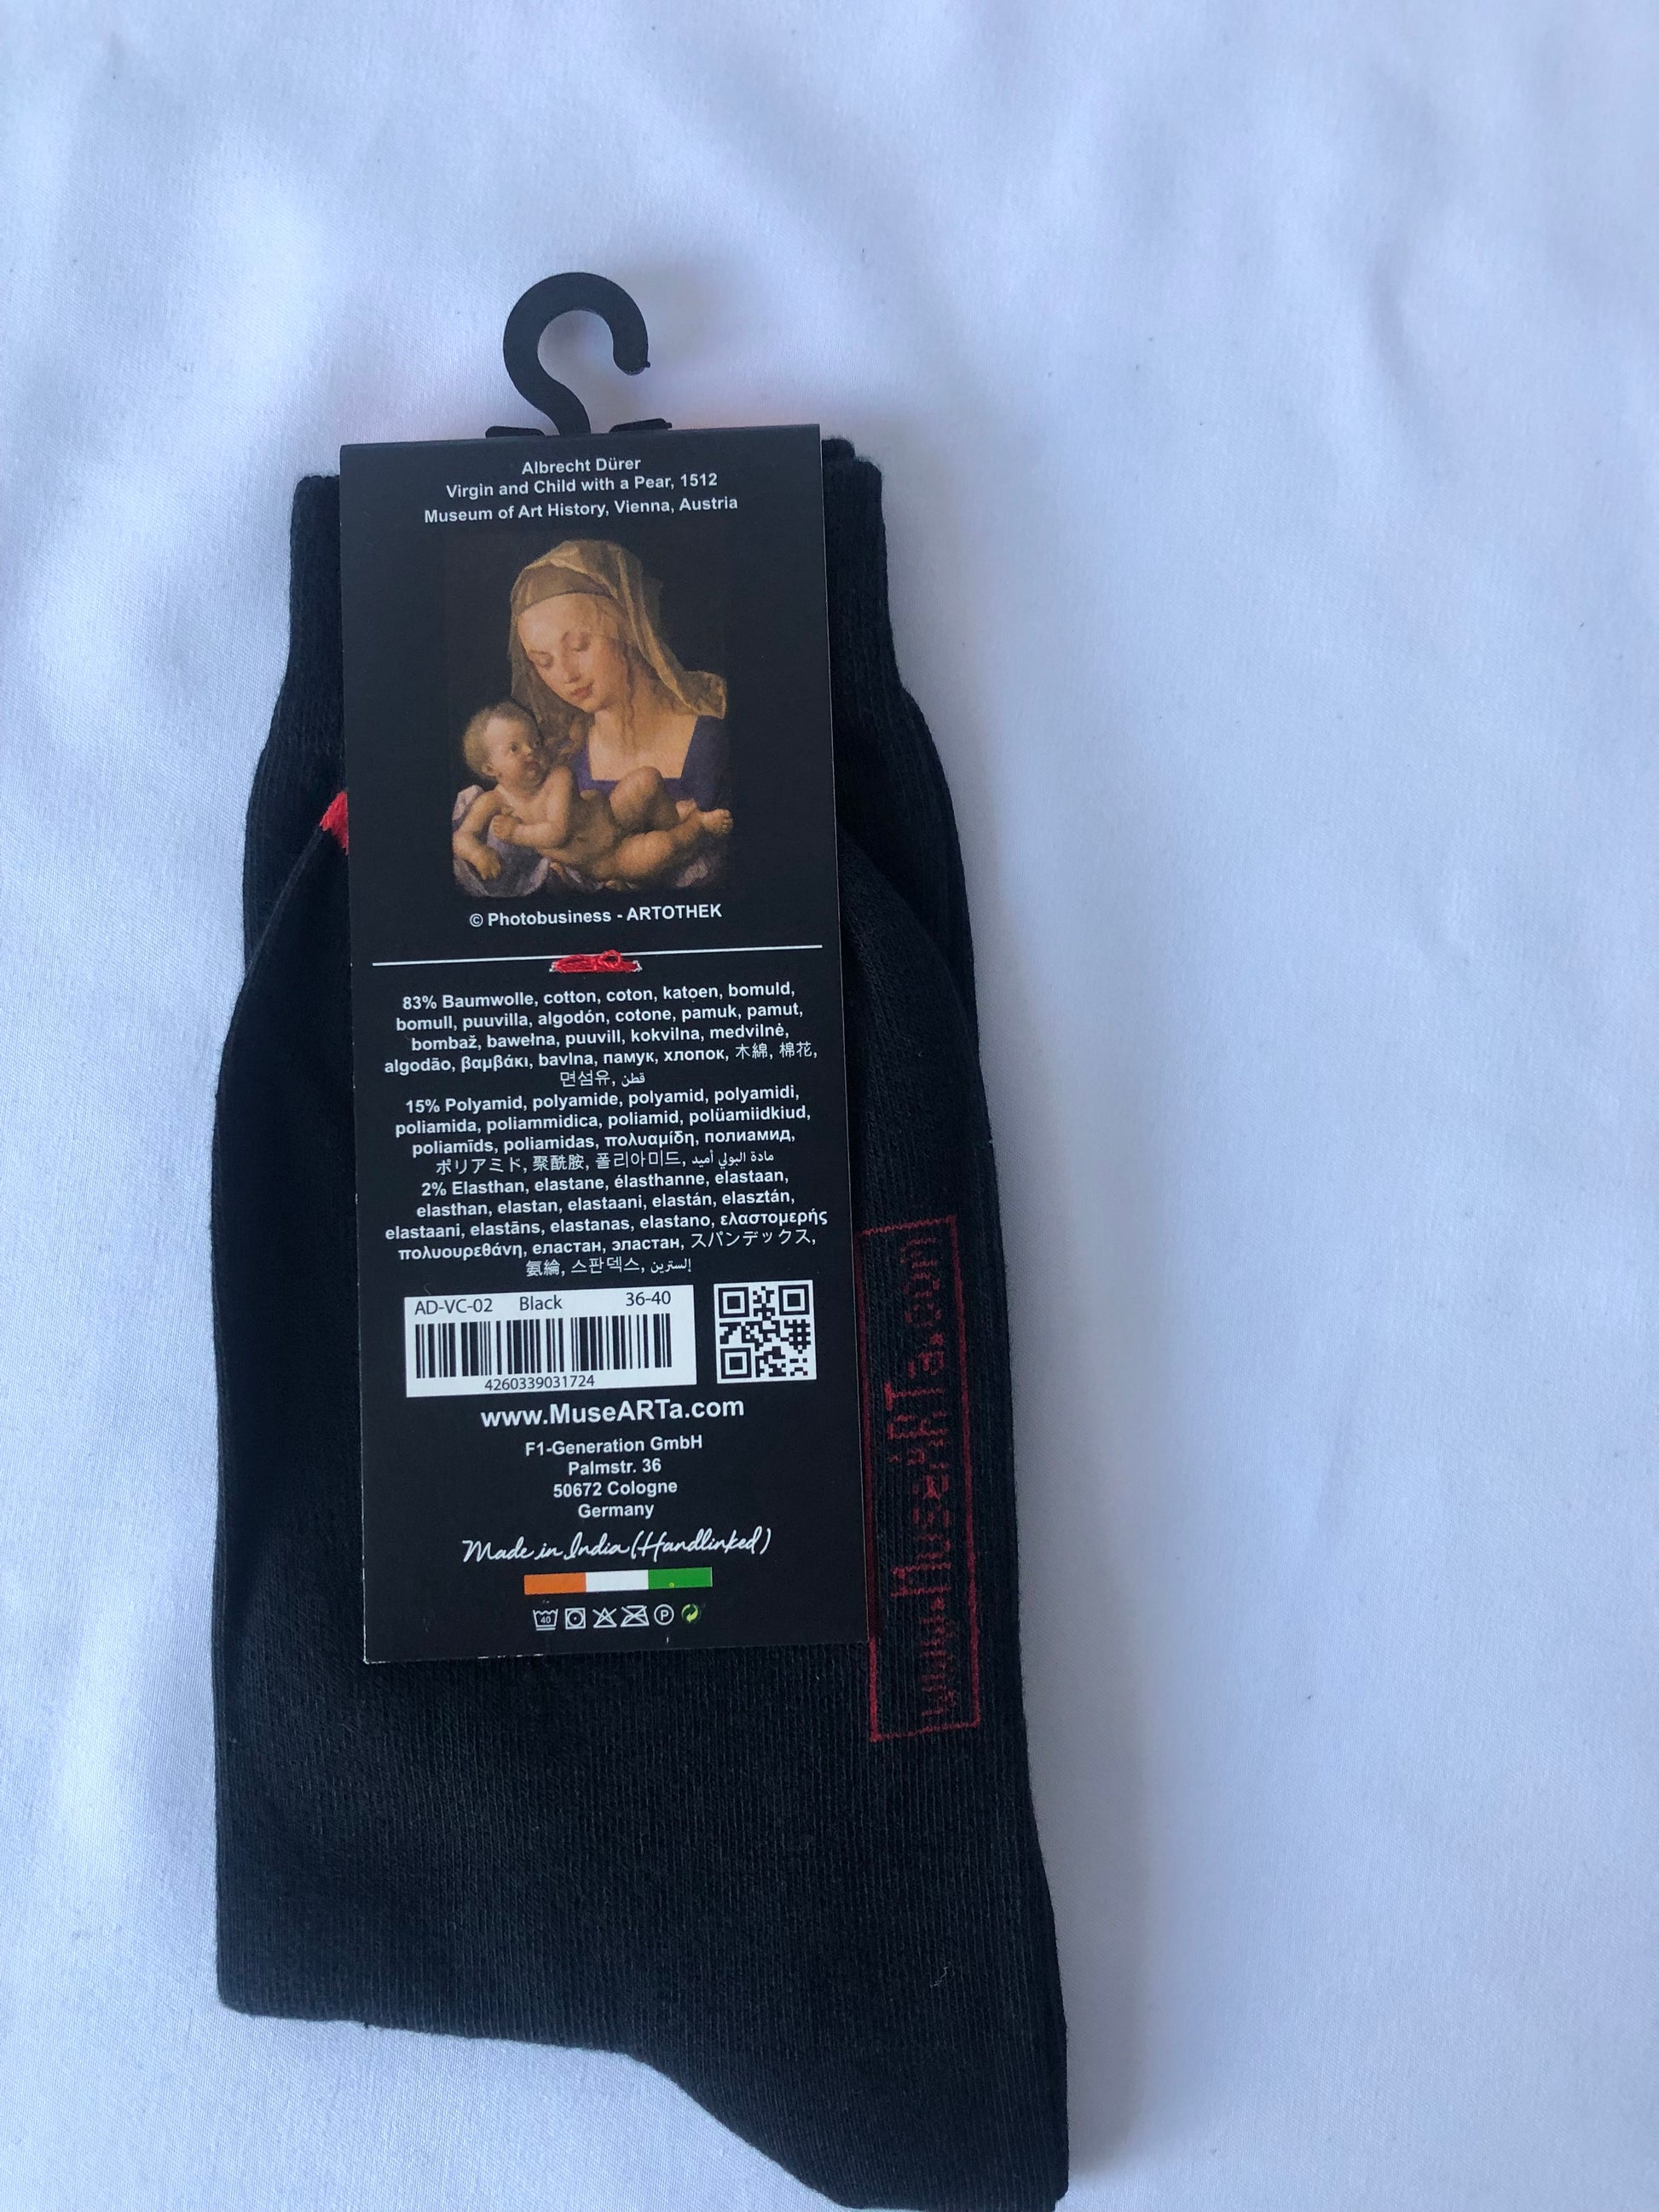 Albrecht Dürer
Virgin and Child with a Pear, 1512
Museum of Art History, Vienna, Austria
© Photobusiness - ARTOTHEK
83% Baumwolle, cotton, coton, katoen, bomuld,
bomull, puuvilla, algodón, cotone, pamuk, pamut,
bombaž, bawełna, puuvill, kokvilna, medvilnė,
algodão, βαμβάκι, bavlna, памук, хлопок, 木綿, 棉花,
면섬유, قطن
15% Polyamid, polyamide, polyamid, polyamidi,
poliamida, poliammidica, poliamid, polüamiidkiud,
poliamīds, poliamidas, πολυαμίδη, полиамид,
ポリアミド, 聚酰胺, 폴리아미드, مادة البولي أميد
2% Elasthan, elastane, élasthanne, elastaan,
elasthan, elastan, elastaani, elastán, elasztán,
elastaani, elastāns, elastanas, elastano, ελαστομερής
πολυουρεθάνη, еластан, эластан, スパンデックス,
氨綸, 스판덱스, إلسترين
AD-VC-02 Black 36-40
4260339031724
www.MuseARTa.com
F1-Generation GmbH
Palmstr. 36
50672 Cologne
Germany
Made in India (Handlinked)
40
P
www.MuseARTa.com